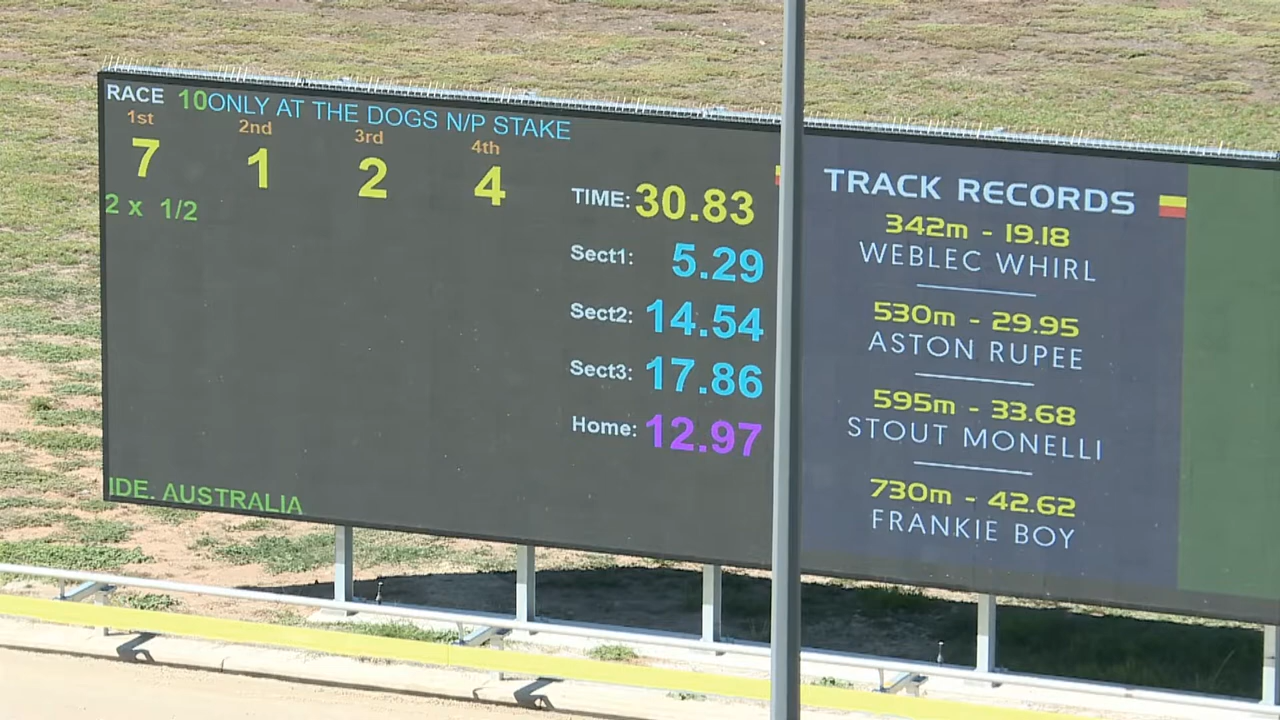 RACE 10ONLY AT THE DOGS N/P STAKE
1st 2nd 3rd 4th
7 1 2 4
2 x 1/2
TIME: 30.83
Sect1: 5.29
Sect2: 14.54
Sect3: 17.86
Home: 12.97
IDE. AUSTRALIA
TRACK RECORDS
342m - 19.18
WEBLEC WHIRL
530m - 29.95
ASTON RUPEE
595m - 33.68
STOUT MONELLI
730m - 42.62
FRANKIE BOY